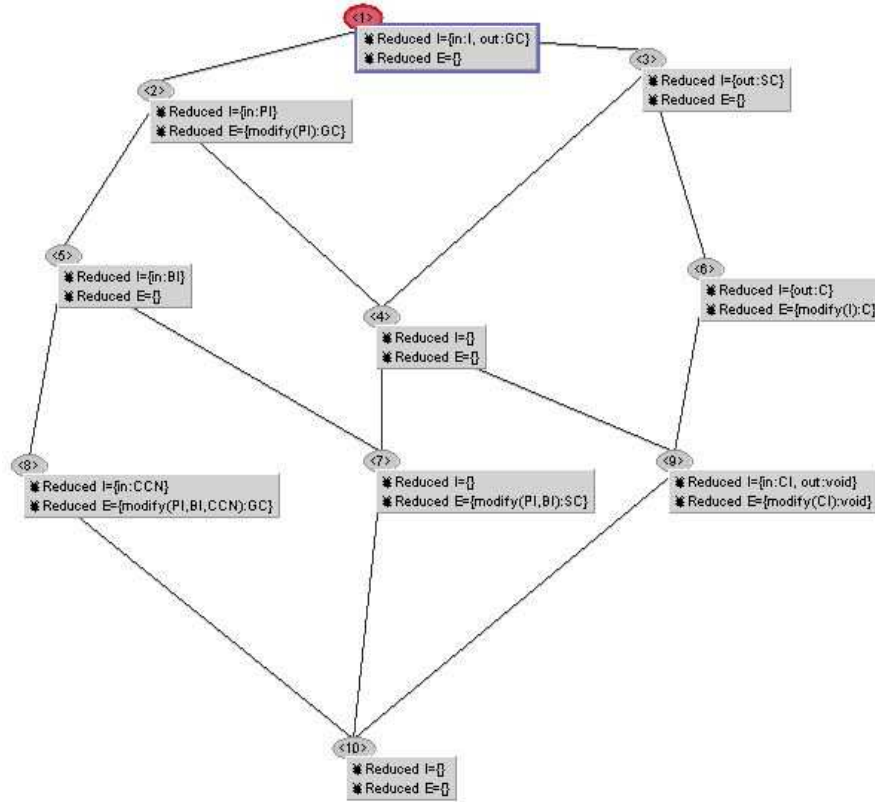 <1>
Reduced I={in:I, out:GC}
Reduced E={}
<2>
Reduced I={in:PI}
Reduced E={modify(PI):GC}
<3>
Reduced I={out:SC}
Reduced E={}
<5>
Reduced I={in:BI}
Reduced E={}
<6>
Reduced I={out:C}
Reduced E={modify(I):C}
<4>
Reduced I={}
Reduced E={}
<8>
Reduced I={in:CCN}
Reduced E={modify(PI,BI,CCN):GC}
<7>
Reduced I={}
Reduced E={modify(PI,BI):SC}
<9>
Reduced I={in:CI, out:void}
Reduced E={modify(CI):void}
<10>
Reduced I={}
Reduced E={}